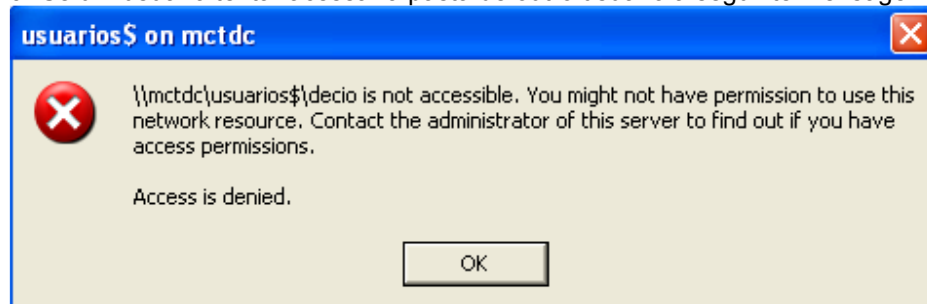 usuarios$ on mctdc
\\mctdc\usuarios$\decio is not accessible. You might not have permission to use this
network resource. Contact the administrator of this server to find out if you have
access permissions.
Access is denied.
OK